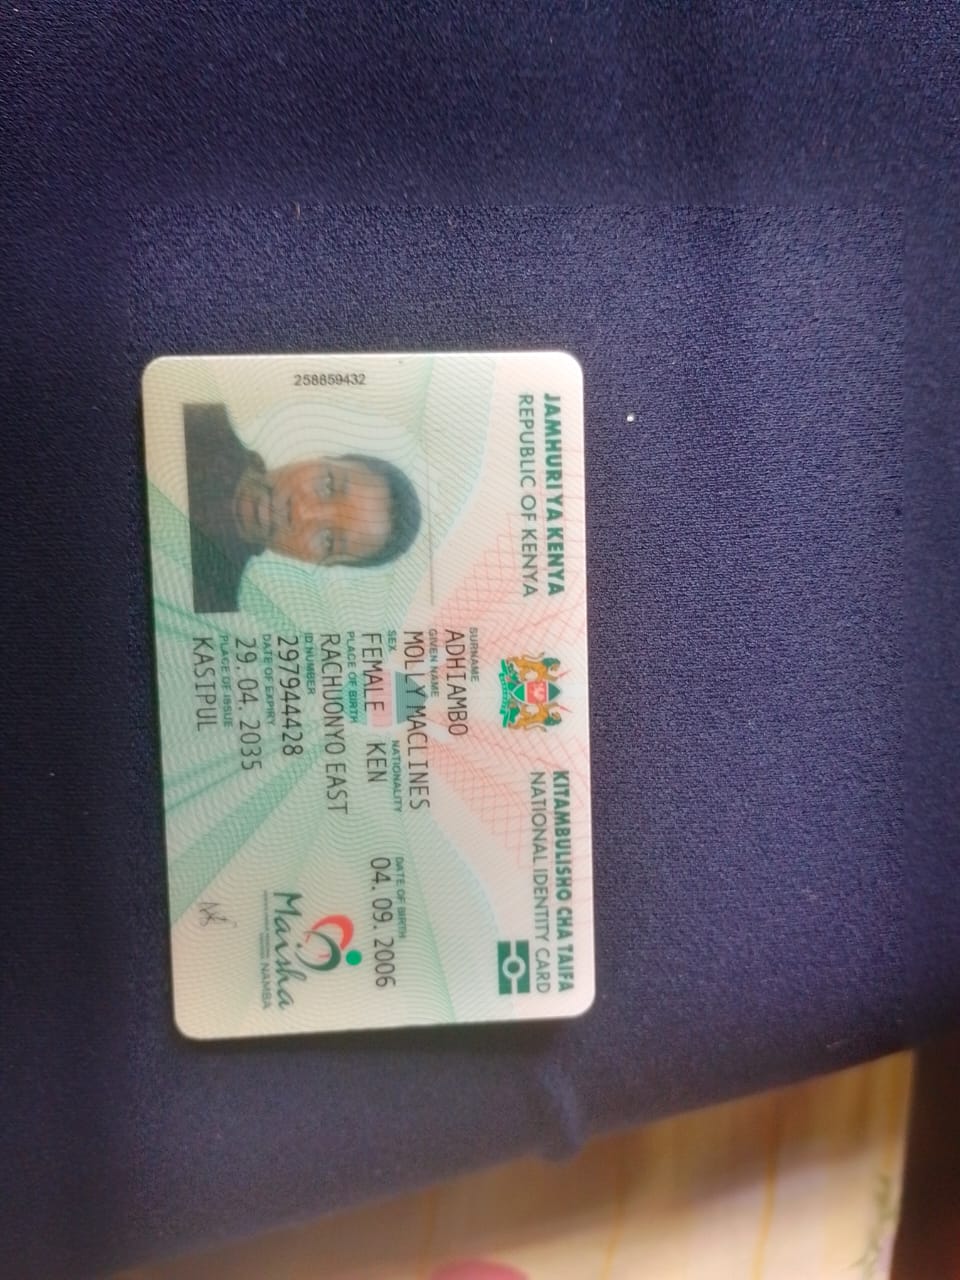 JAMHURI YA KENYA
REPUBLIC OF KENYA
KITAMBULISHO CHA TAIFA
NATIONAL IDENTITY CARD
258859432
SURNAME
ADHIAMBO
GIVEN NAME
MOLLY MACLINES
SEX NATIONALITY DATE OF BIRTH
FEMALE KEN 04. 09. 2006
PLACE OF BIRTH
RACHUONYO EAST
ID NUMBER
297944428
DATE OF EXPIRY
29. 04. 2035
PLACE OF ISSUE
KASIPUL
Maisha
NAMBA